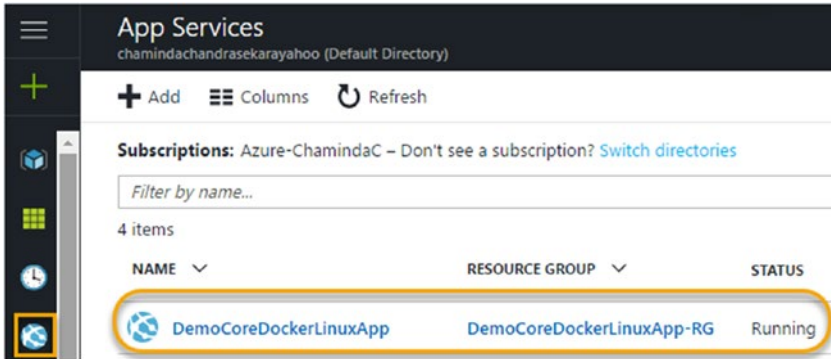 App Services
chamindachandrasekarayahoo (Default Directory)
Add Columns Refresh
Subscriptions: Azure-ChamindaC – Don't see a subscription? Switch directories
Filter by name...
4 items
NAME RESOURCE GROUP STATUS
DemoCoreDockerLinuxApp DemoCoreDockerLinuxApp-RG Running